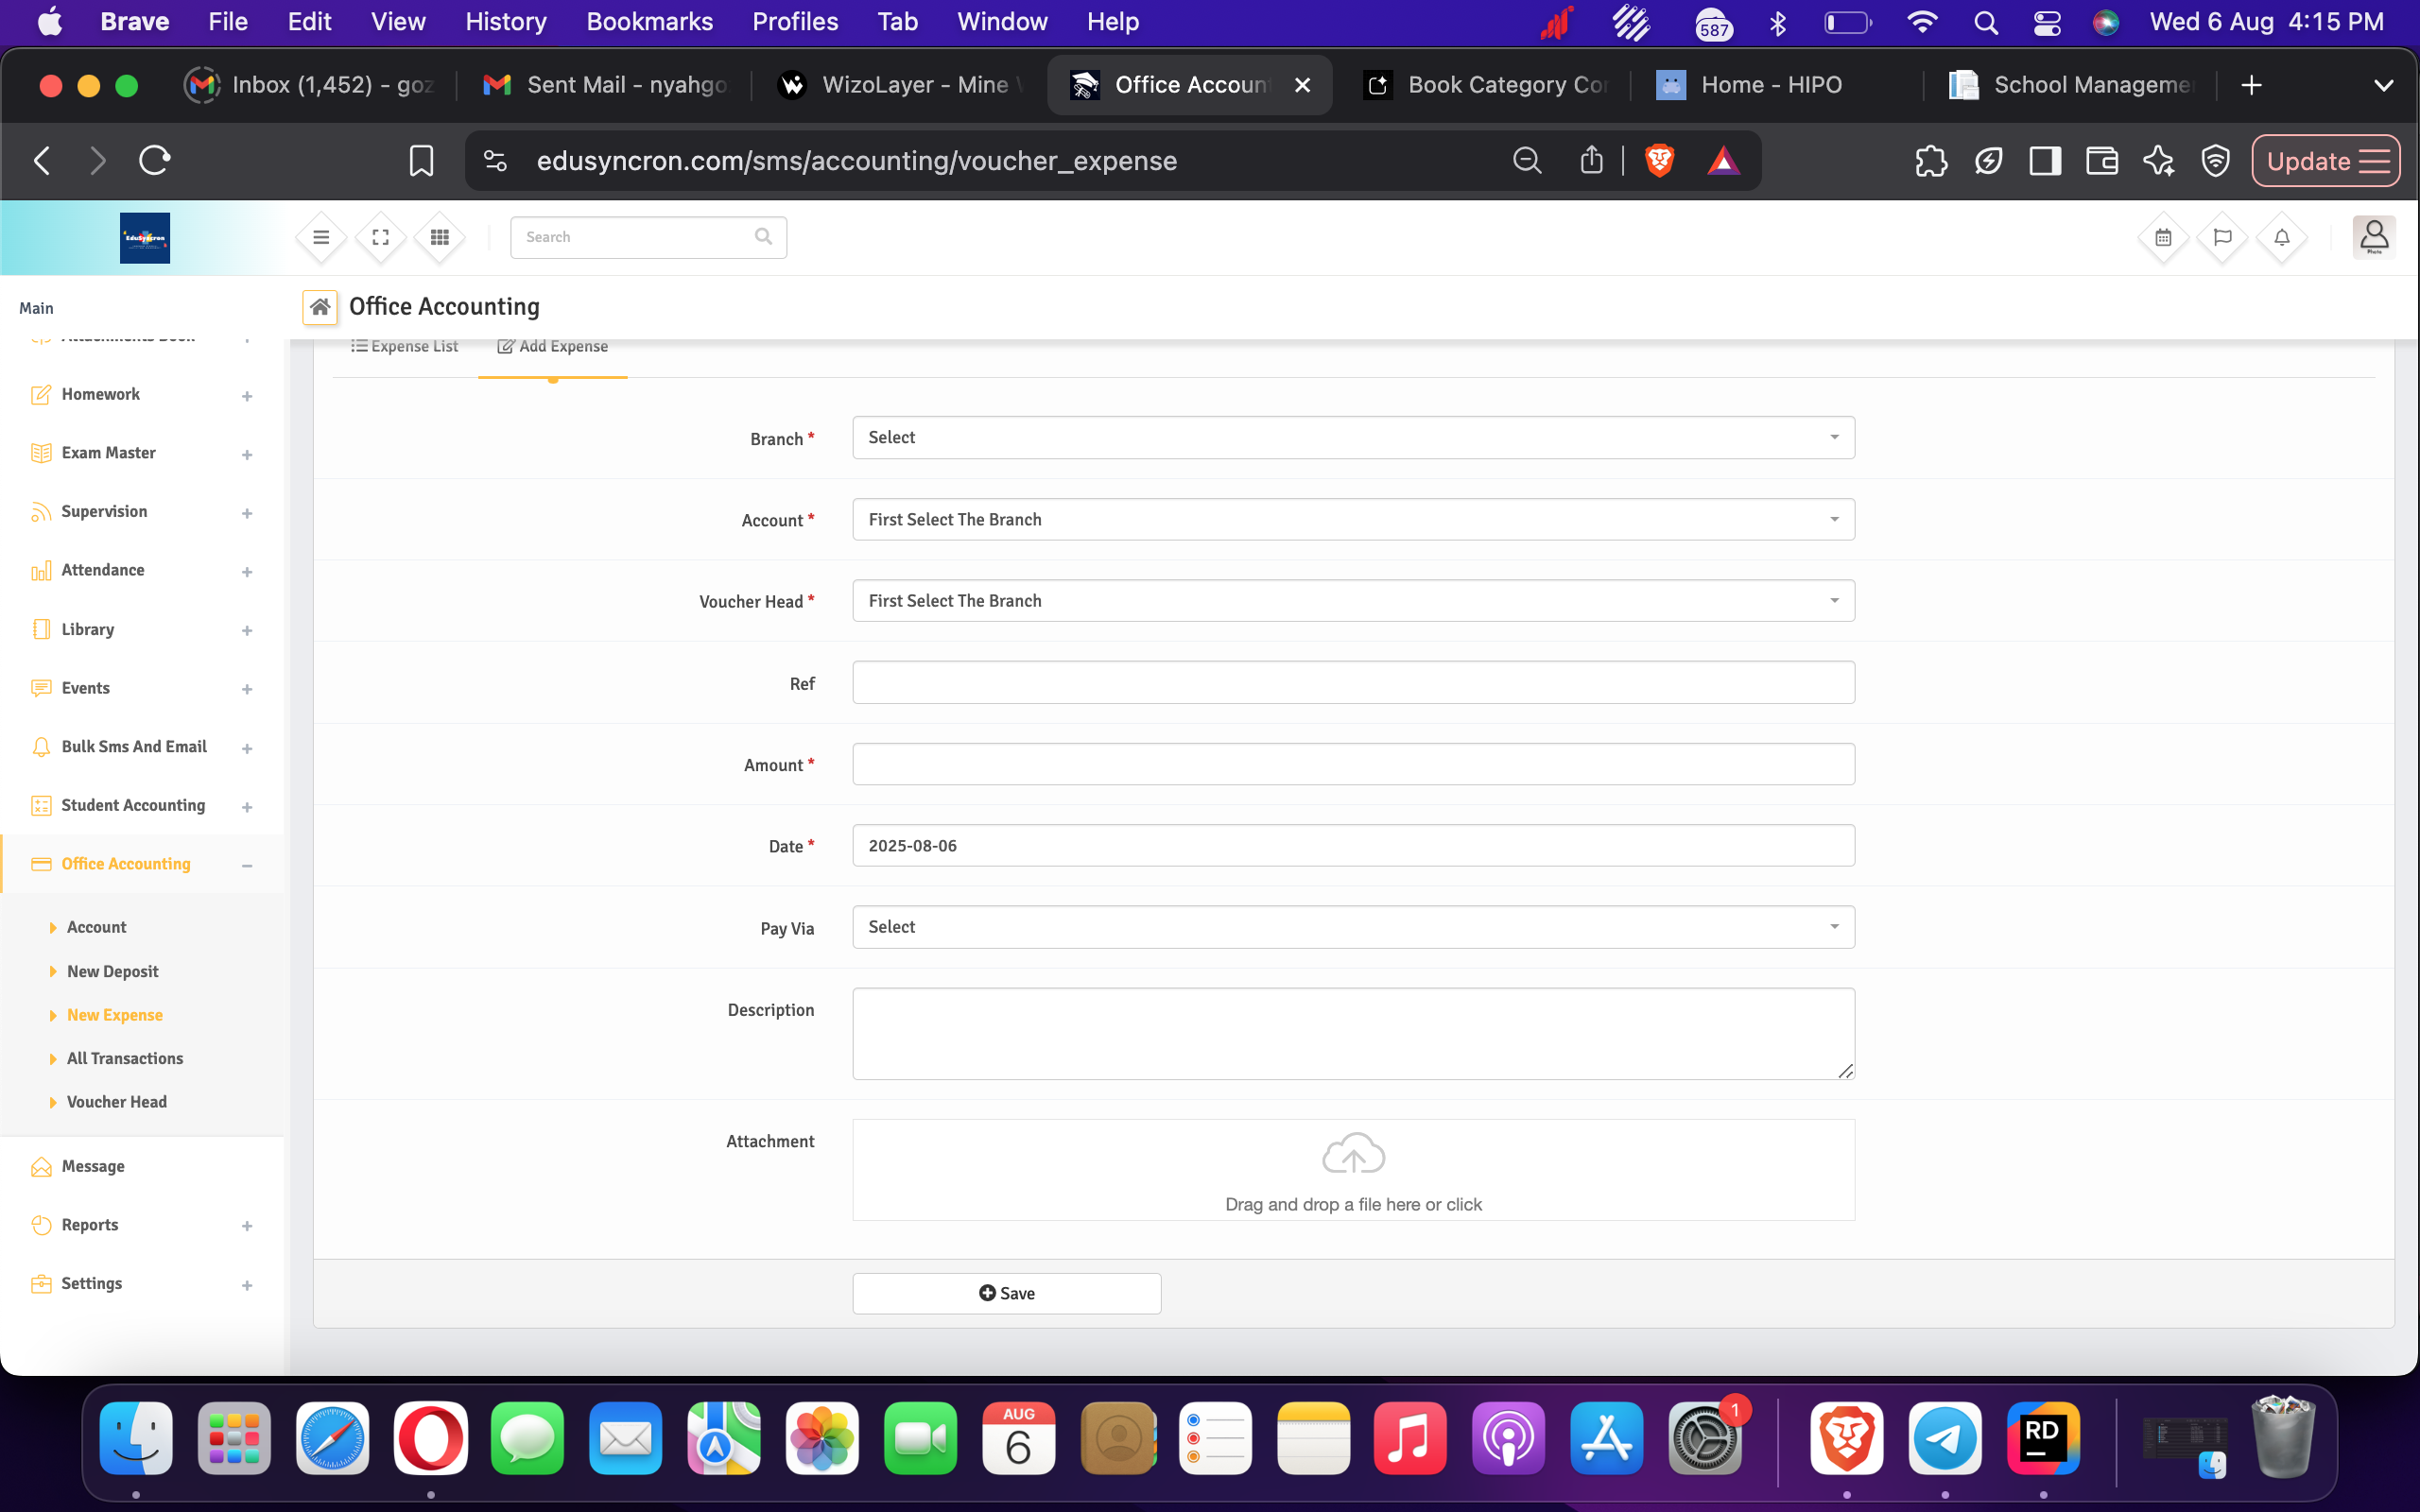 Brave File Edit View History Bookmarks Profiles Tab Window Help 587 Wed 6 Aug 4:15 PM
Inbox (1,452) - goz Sent Mail - nyahgo WizoLayer - Mine Office Accoun Book Category Co Home - HIPO School Manageme
edusyncron.com/sms/accounting/voucher_expense Update
EduSyncron Search
Main
Office Accounting
Expense List Add Expense
Homework
Exam Master
Supervision
Attendance
Library
Events
Bulk Sms And Email
Student Accounting
Office Accounting
Account
New Deposit
New Expense
All Transactions
Voucher Head
Message
Reports
Settings
Branch * Select
Account * First Select The Branch
Voucher Head * First Select The Branch
Ref
Amount *
Date * 2025-08-06
Pay Via Select
Description
Attachment
Drag and drop a file here or click
Save
AUG
6
1
RD